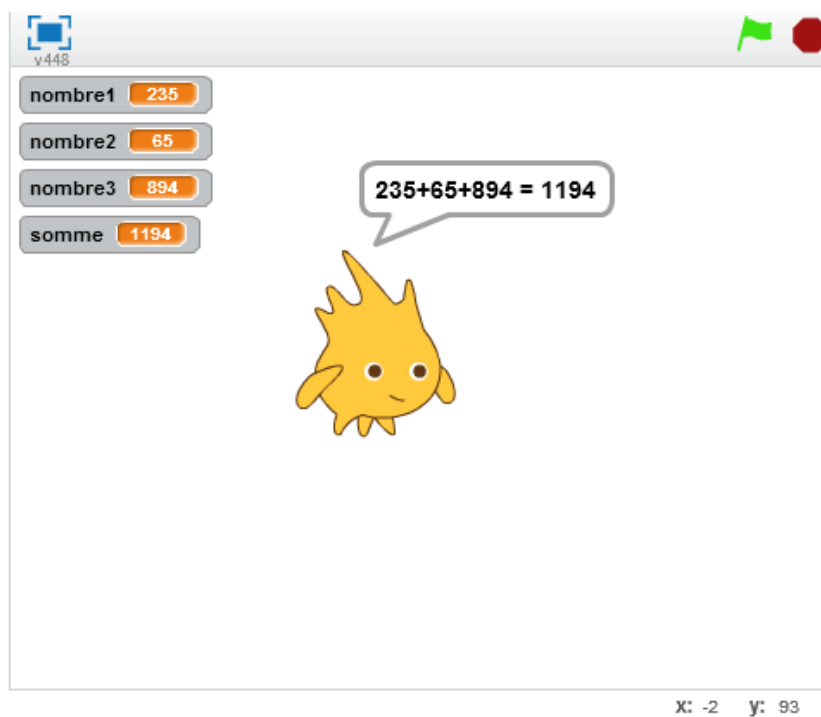 v448
nombre1 235
nombre2 65
nombre3 894
somme 1194
235+65+894 = 1194
x: -2 y: 93